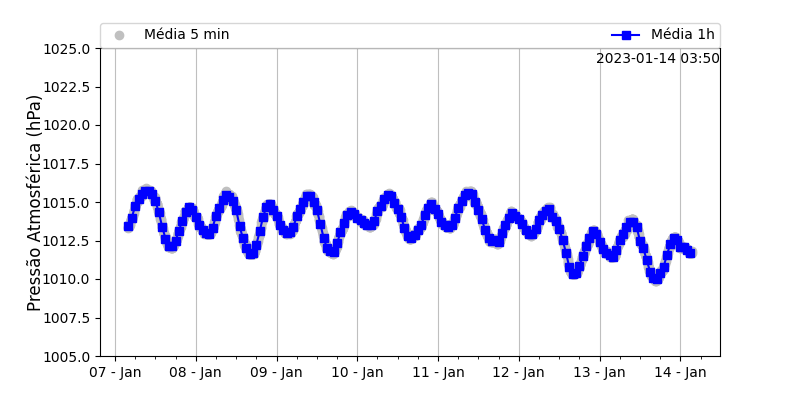 Média 5 min
Média 1h
2023-01-14 03:50
Pressão Atmosférica (hPa)
1025.0
1022.5
1020.0
1017.5
1015.0
1012.5
1010.0
1007.5
1005.0
07 - Jan
08 - Jan
09 - Jan
10 - Jan
11 - Jan
12 - Jan
13 - Jan
14 - Jan